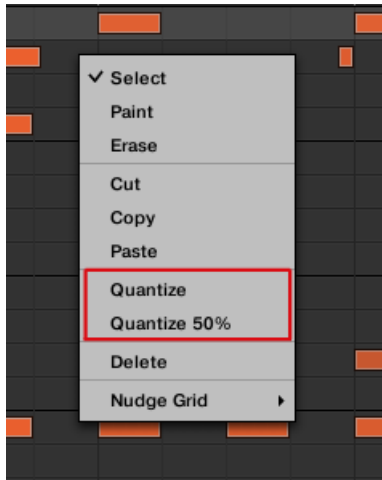 Select
Paint
Erase
Cut
Copy
Paste
Quantize
Quantize 50%
Delete
Nudge Grid